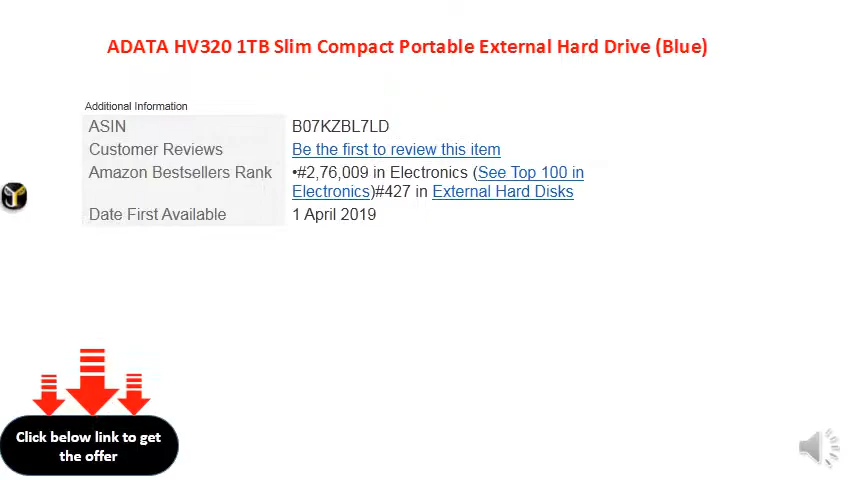 ADATA HV320 1TB Slim Compact Portable External Hard Drive (Blue)
Additional Information
ASIN B07KZBL7LD
Customer Reviews Be the first to review this item
Amazon Bestsellers Rank •#2,76,009 in Electronics (See Top 100 in
Electronics)#427 in External Hard Disks
Date First Available 1 April 2019
Click below link to get
the offer